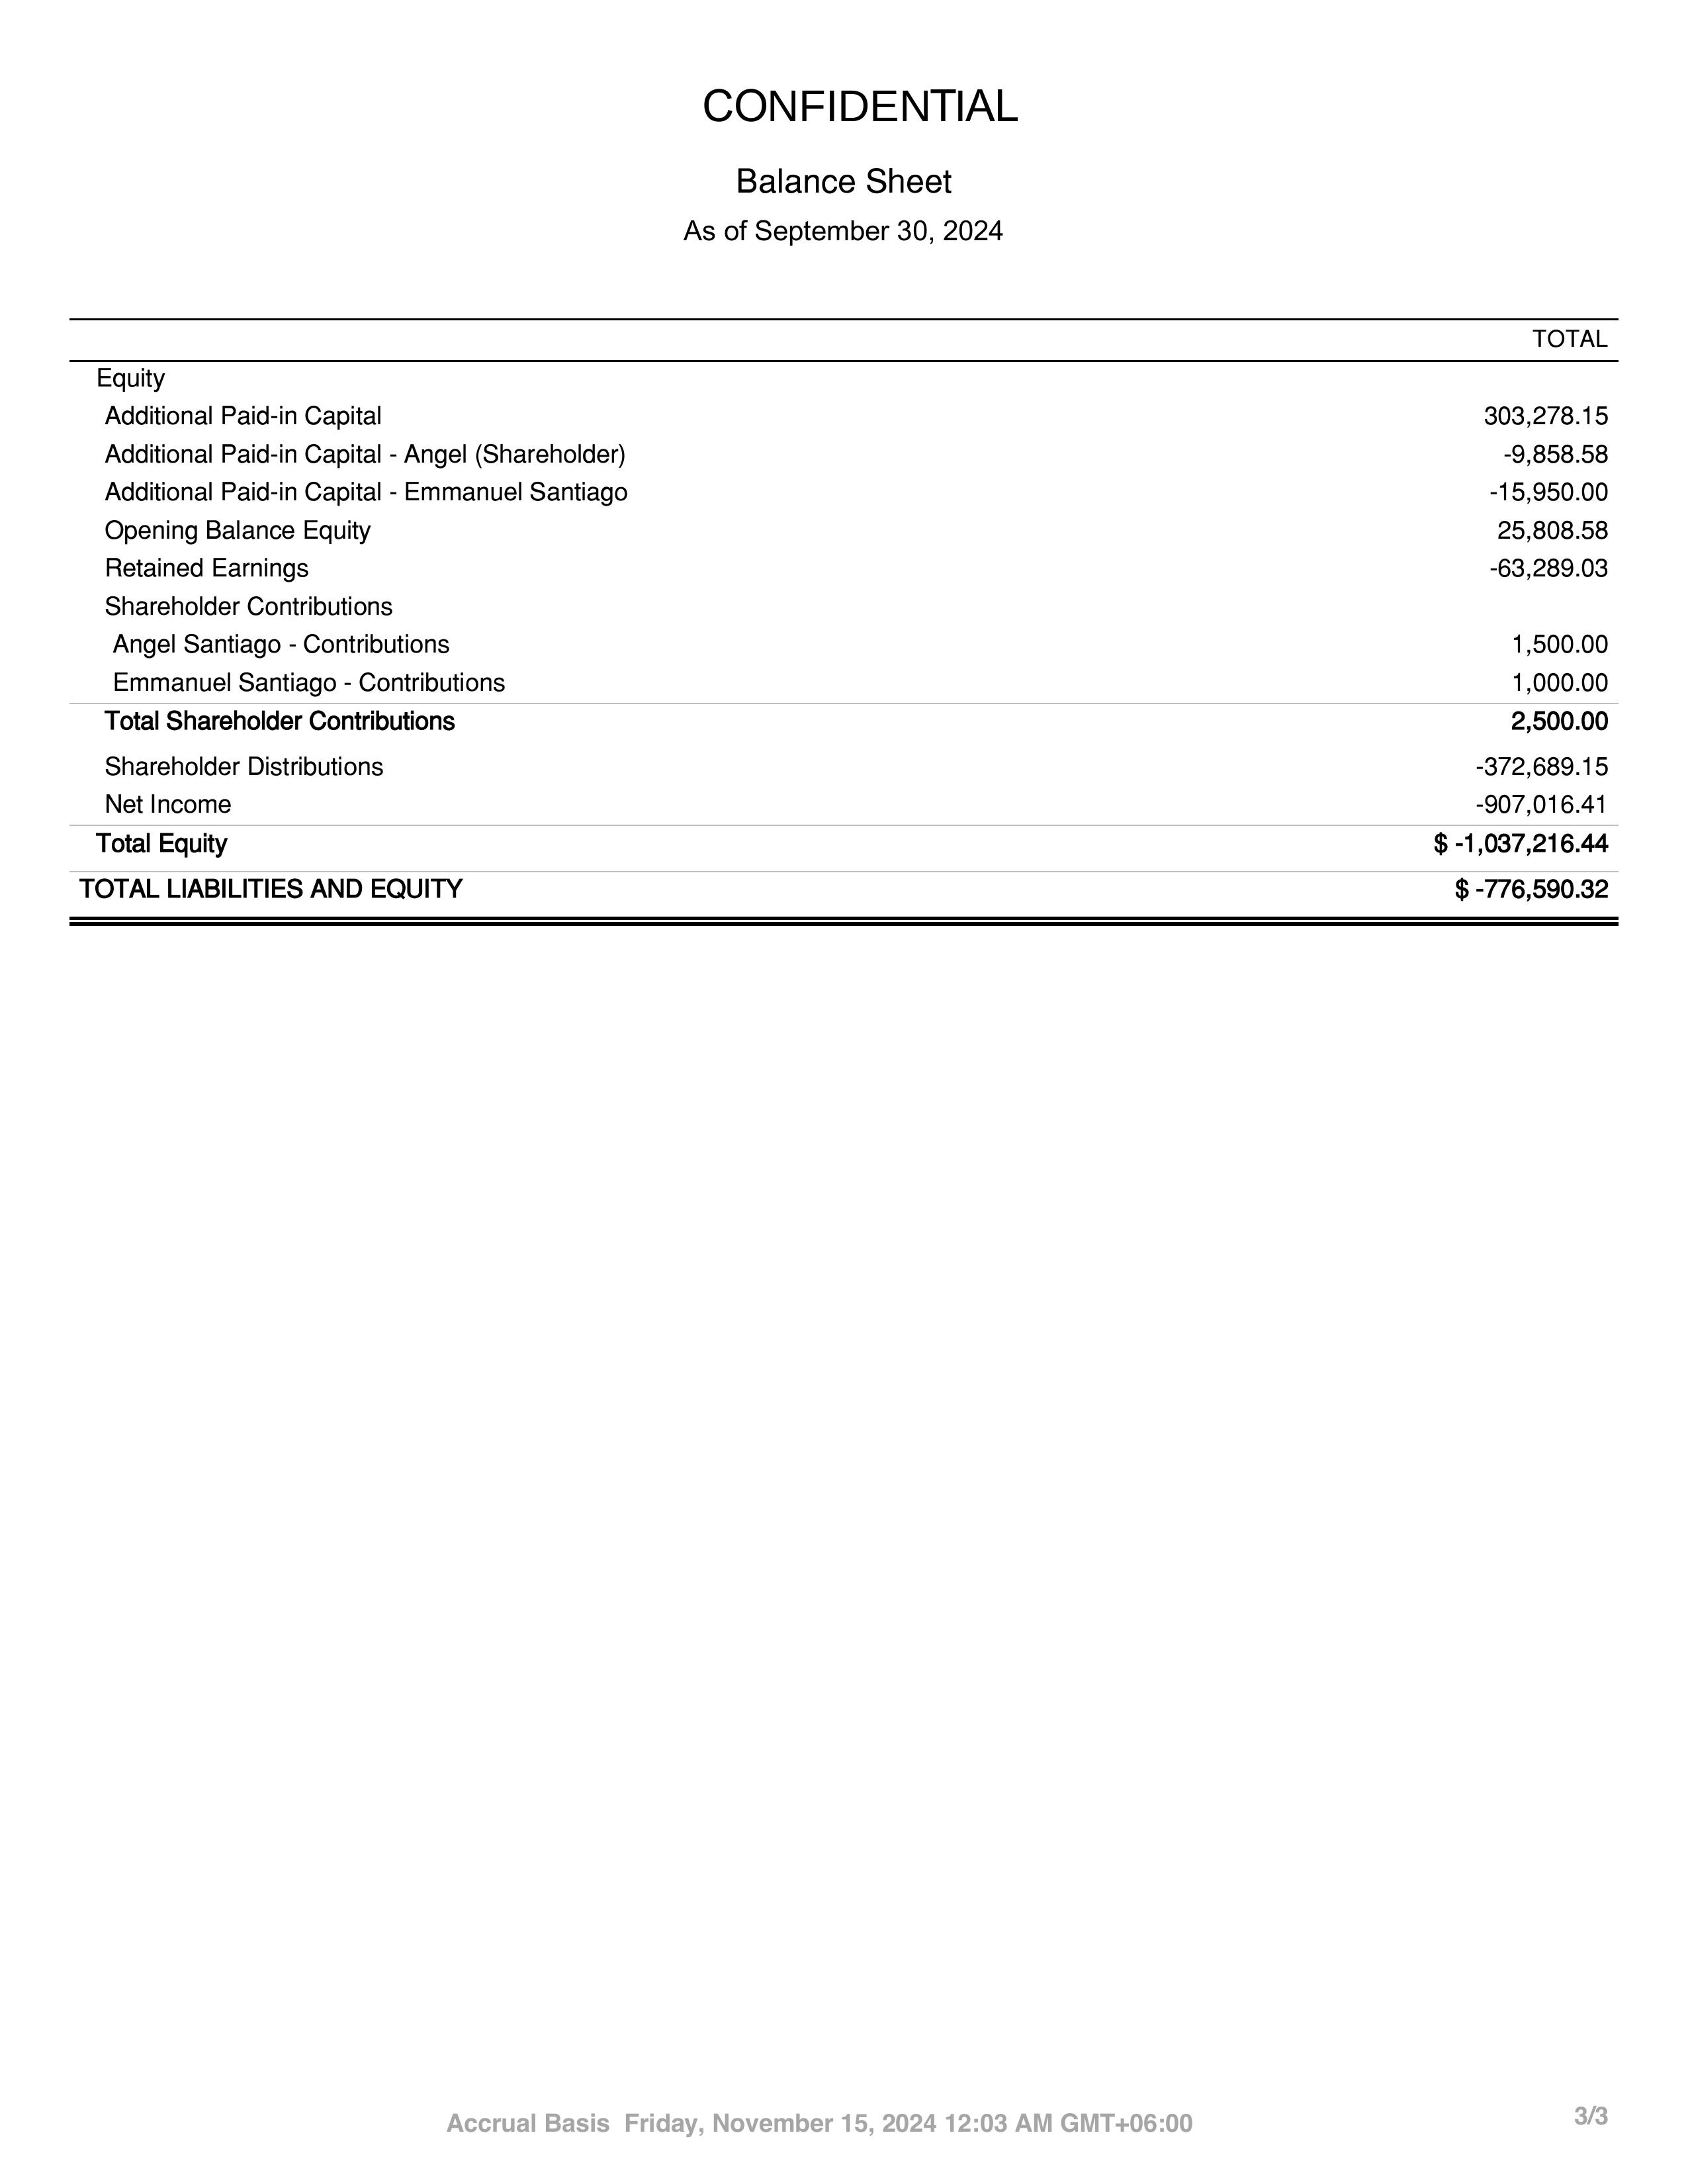 CONFIDENTIAL
Balance Sheet
As of September 30, 2024
TOTAL
Equity
Additional Paid-in Capital 303,278.15
Additional Paid-in Capital - Angel (Shareholder) -9,858.58
Additional Paid-in Capital - Emmanuel Santiago -15,950.00
Opening Balance Equity 25,808.58
Retained Earnings -63,289.03
Shareholder Contributions
Angel Santiago - Contributions 1,500.00
Emmanuel Santiago - Contributions 1,000.00
Total Shareholder Contributions 2,500.00
Shareholder Distributions -372,689.15
Net Income -907,016.41
Total Equity $ -1,037,216.44
TOTAL LIABILITIES AND EQUITY $ -776,590.32
Accrual Basis Friday, November 15, 2024 12:03 AM GMT+06:00 3/3